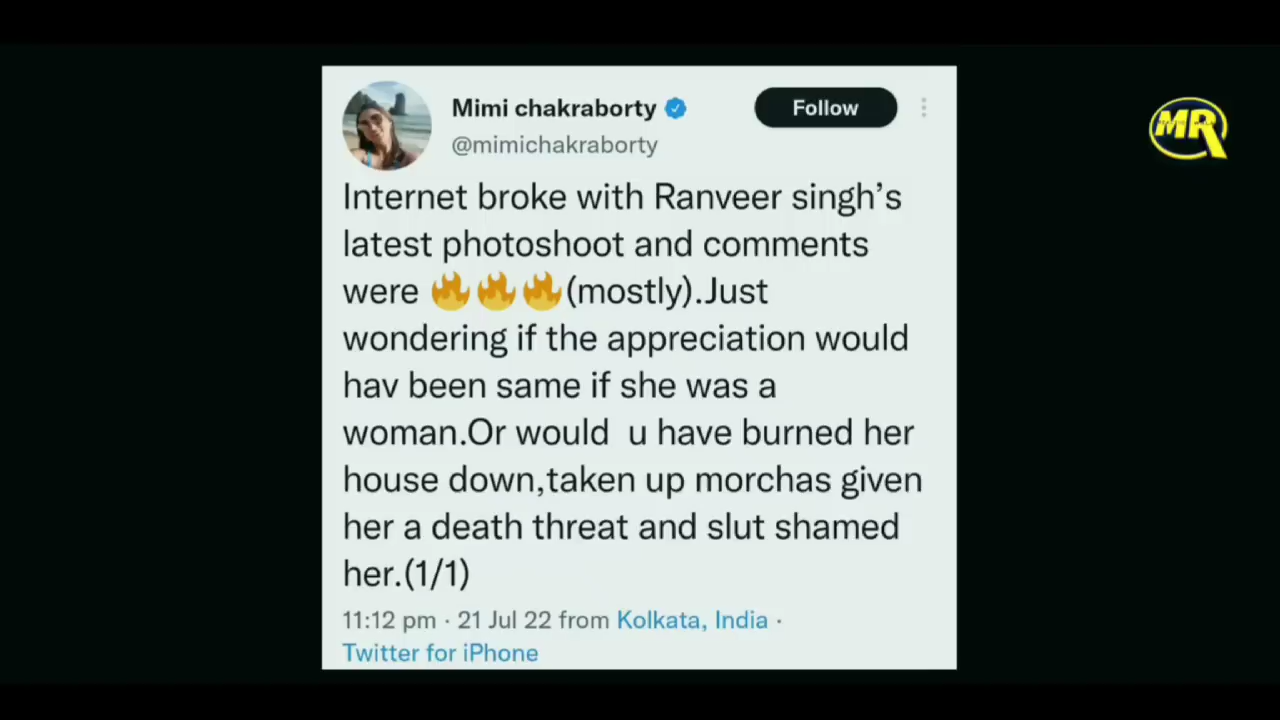 Mimi chakraborty
Follow
@mimichakraborty
MR
Internet broke with Ranveer singh’s
latest photoshoot and comments
were 🔥🔥🔥(mostly).Just
wondering if the appreciation would
hav been same if she was a
woman.Or would u have burned her
house down,taken up morchas given
her a death threat and slut shamed
her.(1/1)
11:12 pm · 21 Jul 22 from Kolkata, India ·
Twitter for iPhone